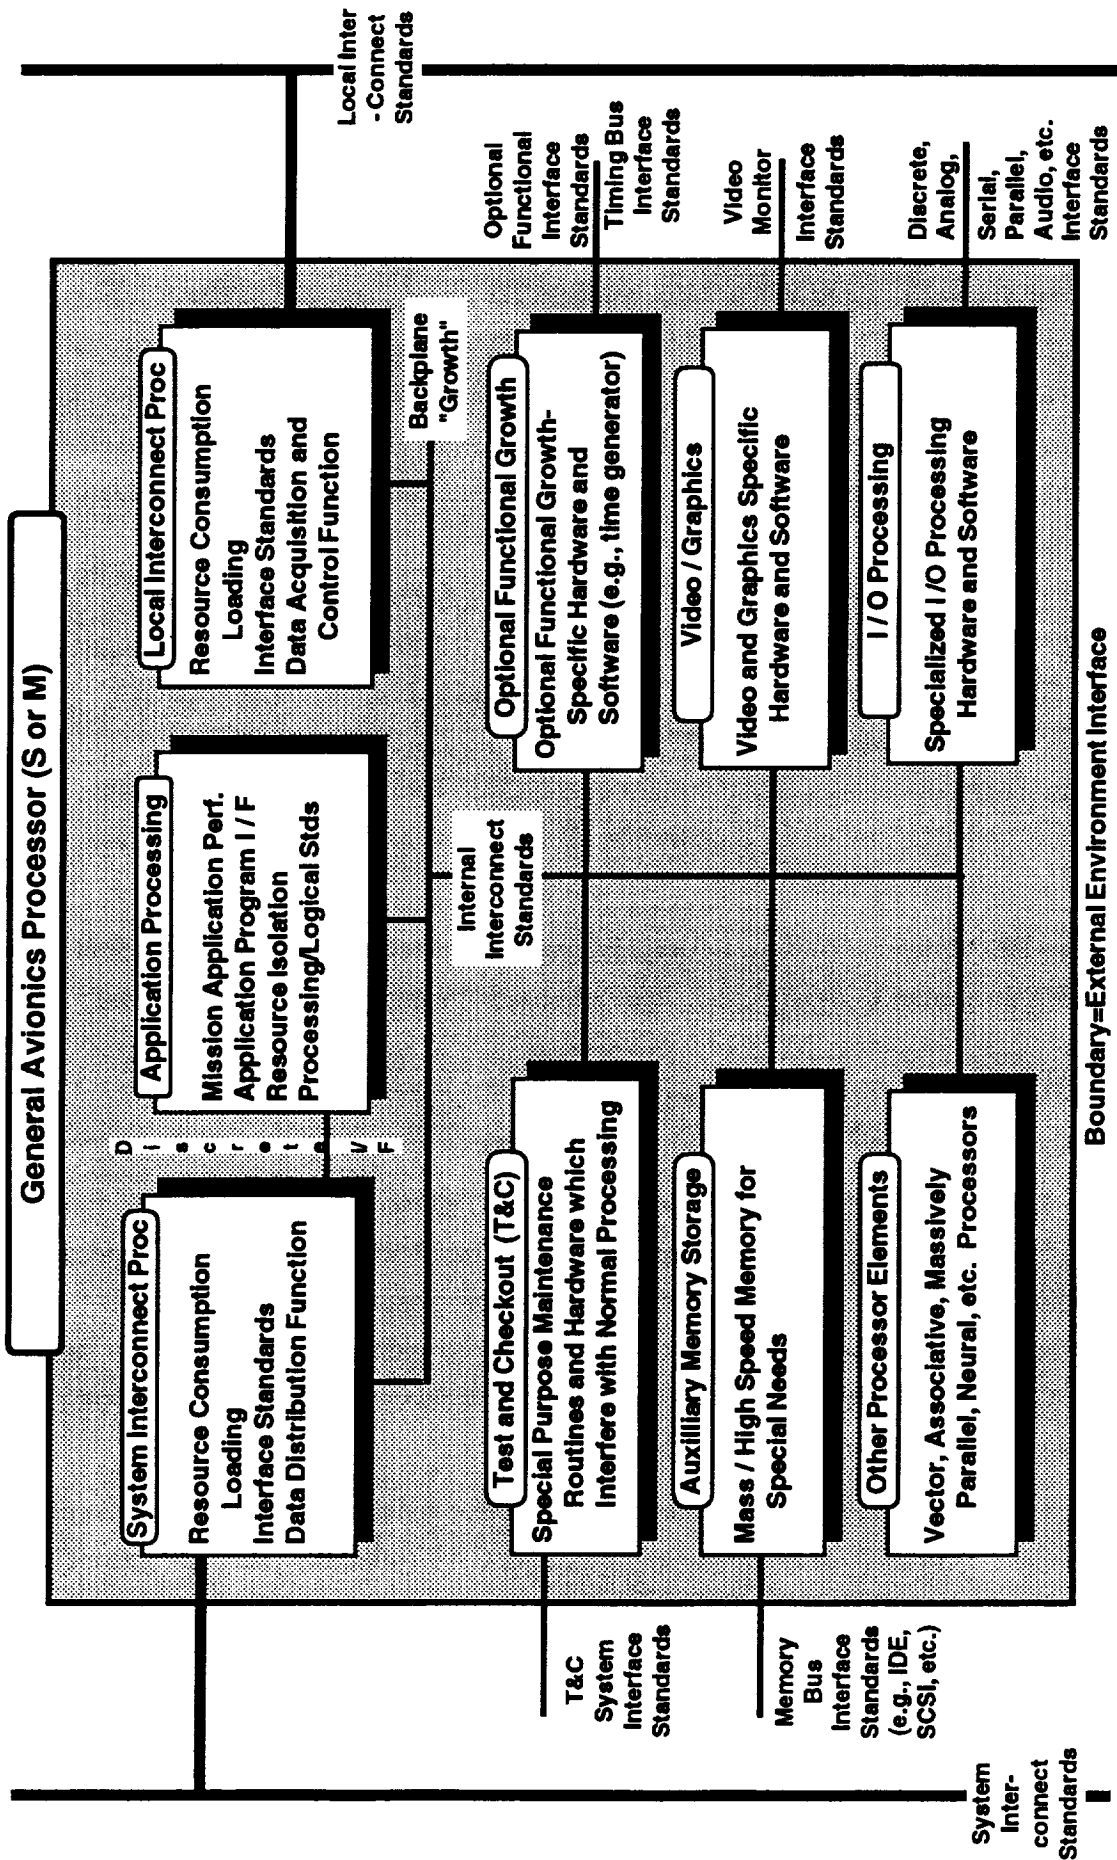 General Avionics Processor (S or M)
System Interconnect Proc
Resource Consumption
Loading
Interface Standards
Data Distribution Function
Discrete I/F
Application Processing
Mission Application Perf.
Application Program I / F
Resource Isolation
Processing/Logical Stds
Local Interconnect Proc
Resource Consumption
Loading
Interface Standards
Data Acquisition and
Control Function
Local Inter
- Connect
Standards
Backplane
"Growth"
Internal
Interconnect
Standards
Test and Checkout (T&C)
Special Purpose Maintenance
Routines and Hardware which
Interfere with Normal Processing
T&C
System
Interface
Standards
Optional Functional Growth
Optional Functional Growth-
Specific Hardware and
Software (e.g., time generator)
Optional
Functional
Interface
Standards
Timing Bus
Interface
Standards
Auxilliary Memory Storage
Mass / High Speed Memory for
Special Needs
Memory
Bus
Interface
Standards
(e.g., IDE,
SCSI, etc.)
Video / Graphics
Video and Graphics Specific
Hardware and Software
Video
Monitor
Interface
Standards
Other Processor Elements
Vector, Associative, Massively
Parallel, Neural, etc. Processors
I / O Processing
Specialized I/O Processing
Hardware and Software
Discrete,
Analog,
Serial,
Parallel,
Audio, etc.
Interface
Standards
System
Inter-
connect
Standards
Boundary=External Environment Interface